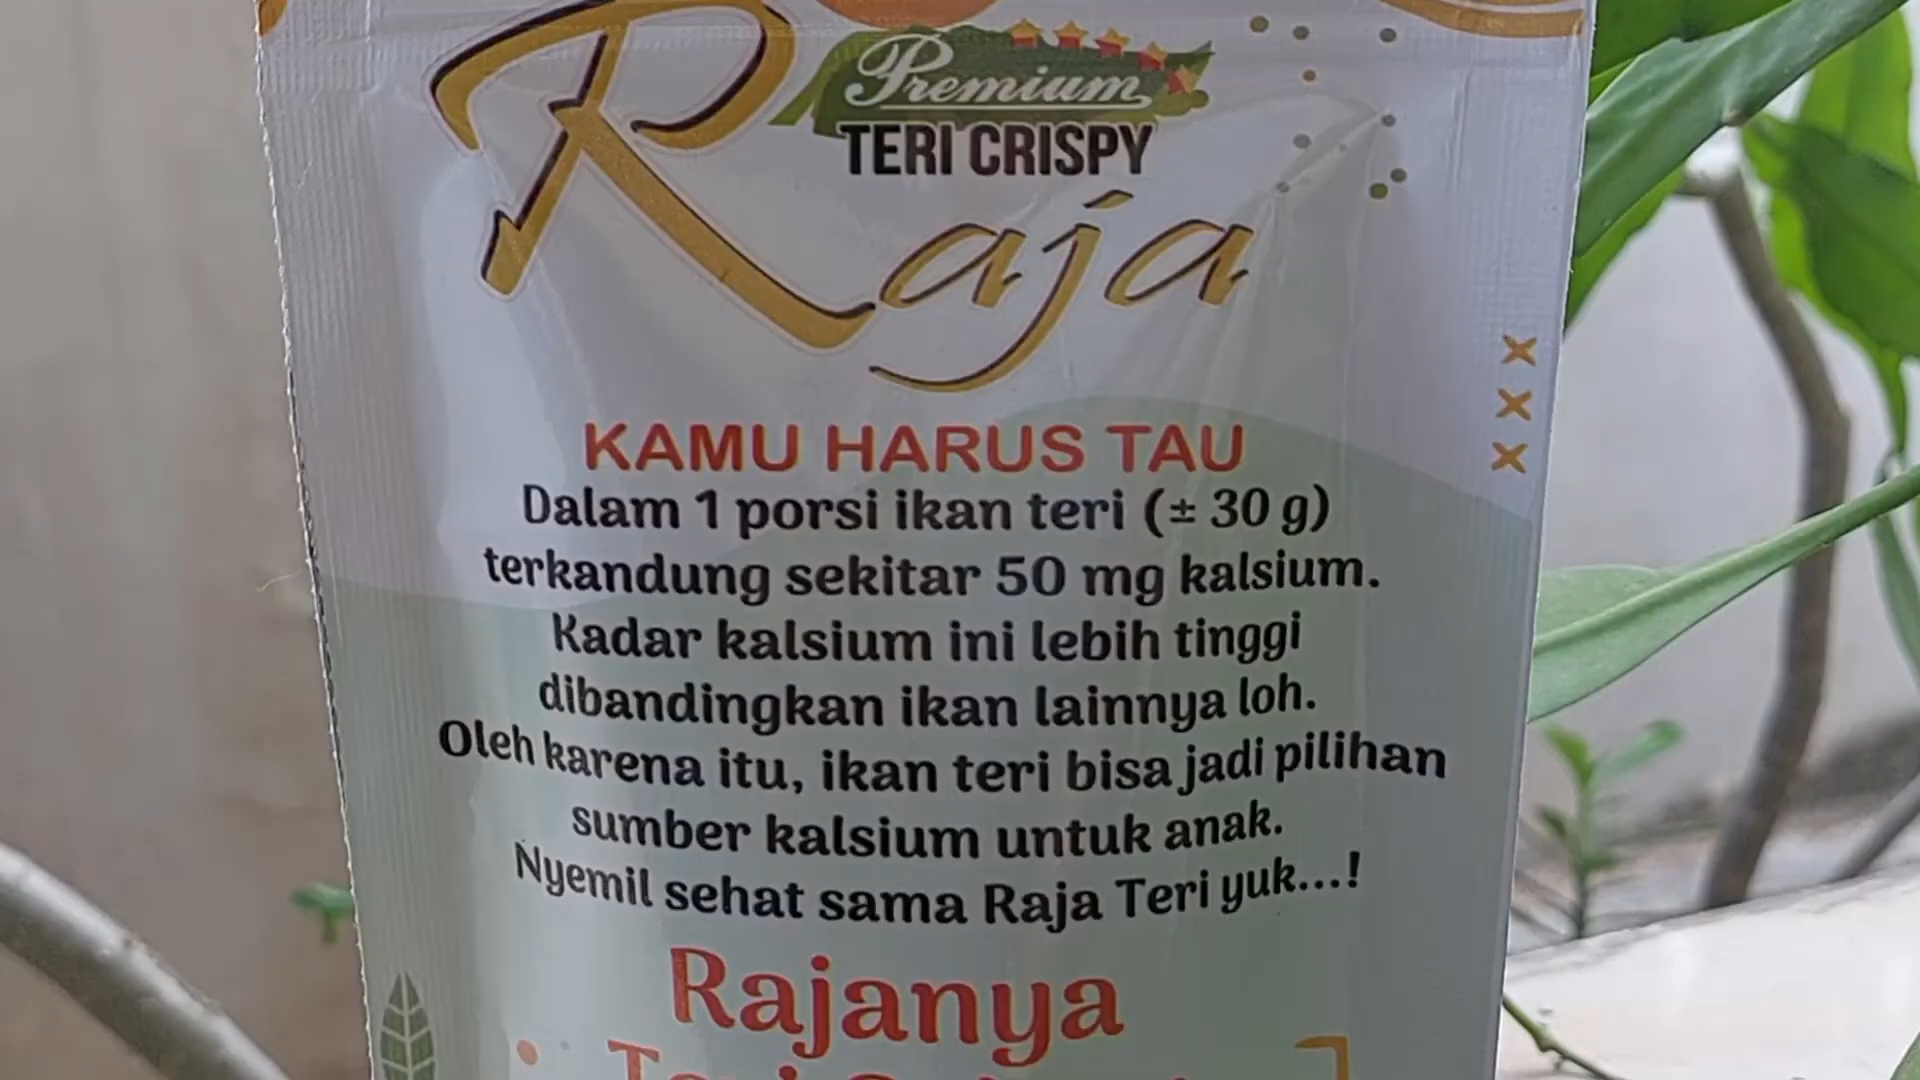 Premium
TERI CRISPY
Raja
KAMU HARUS TAU
Dalam 1 porsi ikan teri (± 30 g)
terkandung sekitar 50 mg kalsium.
Kadar kalsium ini lebih tinggi
dibandingkan ikan lainnya loh.
Oleh karena itu, ikan teri bisa jadi pilihan
sumber kalsium untuk anak.
Nyemil sehat sama Raja Teri yuk...!
Rajanya
Teri